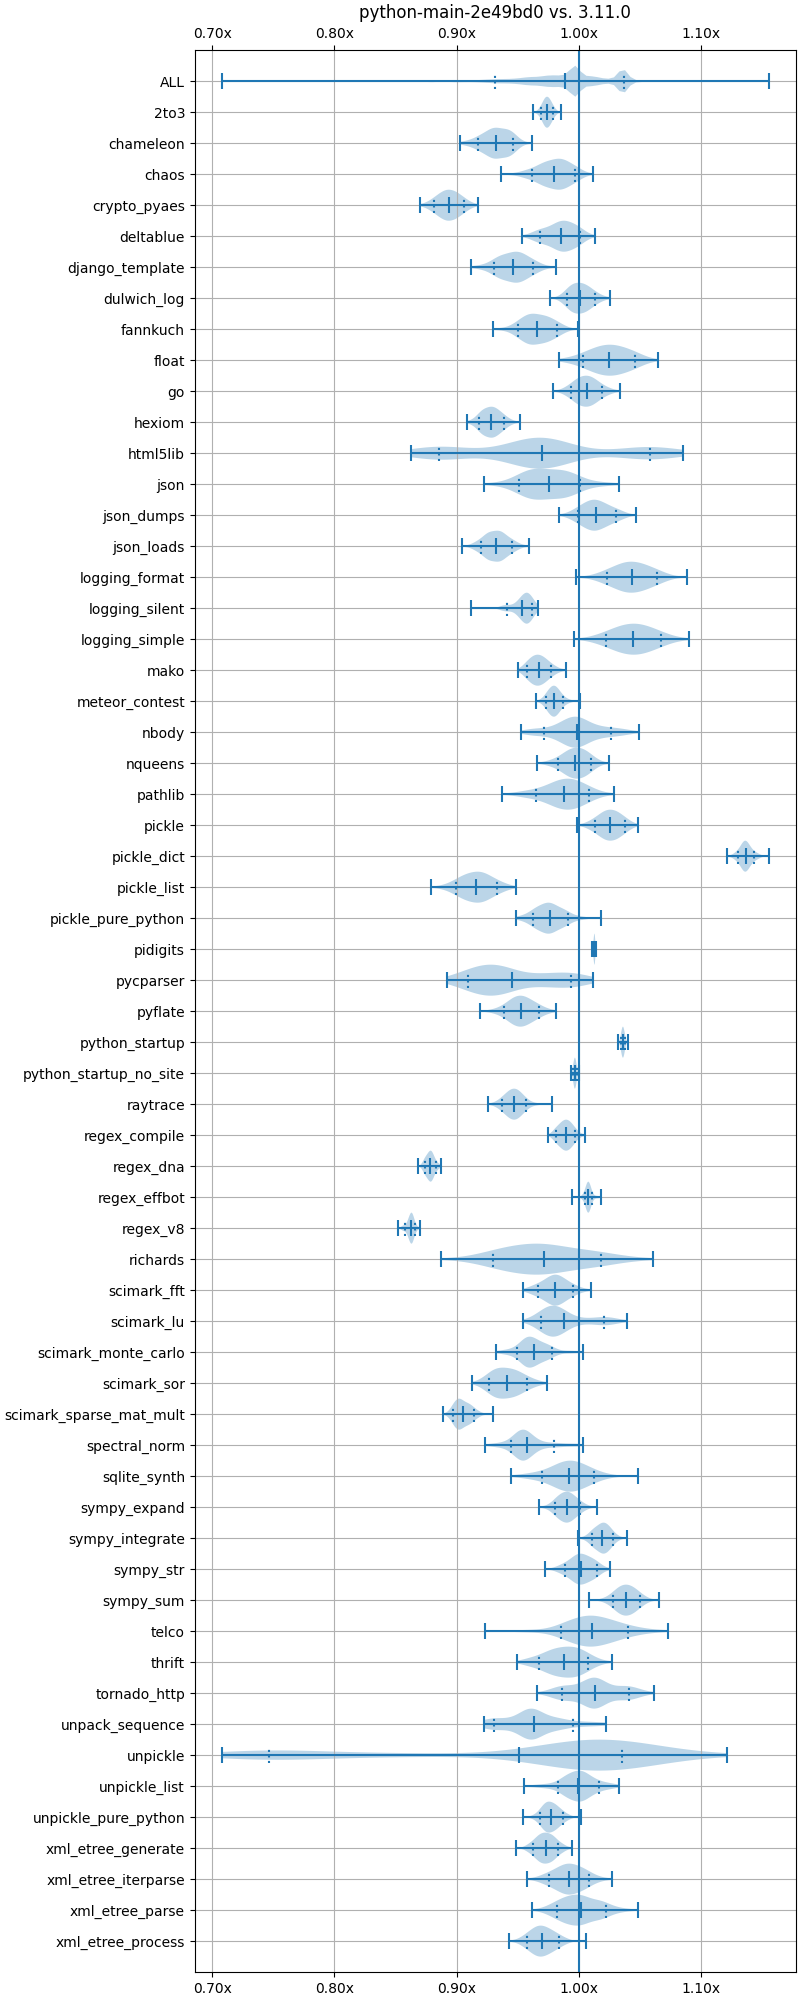 python-main-2e49bd0 vs. 3.11.0
0.70x 0.80x 0.90x 1.00x 1.10x
ALL
2to3
chameleon
chaos
crypto_pyaes
deltablue
django_template
dulwich_log
fannkuch
float
go
hexiom
html5lib
json
json_dumps
json_loads
logging_format
logging_silent
logging_simple
mako
meteor_contest
nbody
nqueens
pathlib
pickle
pickle_dict
pickle_list
pickle_pure_python
pidigits
pycparser
pyflate
python_startup
python_startup_no_site
raytrace
regex_compile
regex_dna
regex_effbot
regex_v8
richards
scimark_fft
scimark_lu
scimark_monte_carlo
scimark_sor
scimark_sparse_mat_mult
spectral_norm
sqlite_synth
sympy_expand
sympy_integrate
sympy_str
sympy_sum
telco
thrift
tornado_http
unpack_sequence
unpickle
unpickle_list
unpickle_pure_python
xml_etree_generate
xml_etree_iterparse
xml_etree_parse
xml_etree_process
0.70x 0.80x 0.90x 1.00x 1.10x